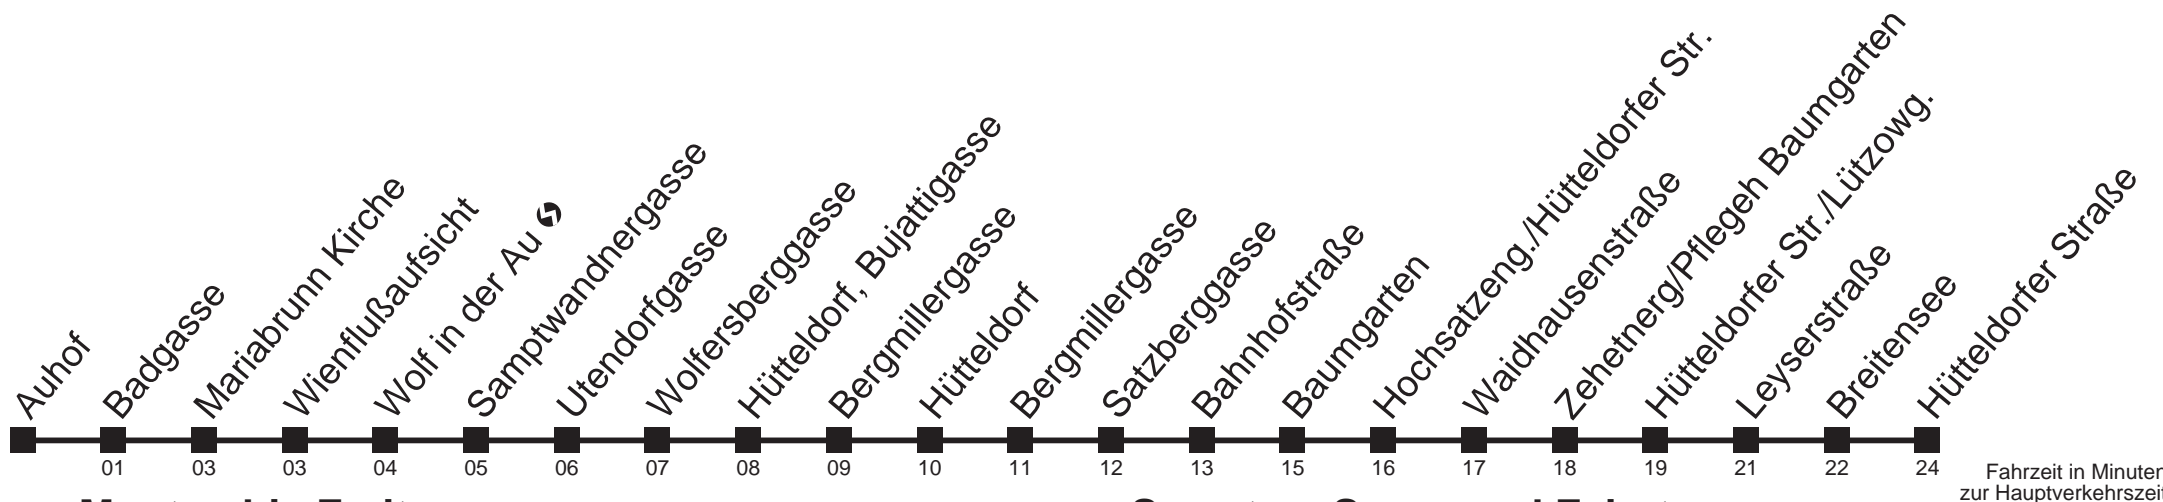 Auhof
Badgasse
Mariabrunn Kirche
Wienflußaufsicht
Wolf in der Au
Samptwandnergasse
Utendorfgasse
Wolfersberggasse
Hütteldorf, Bujattigasse
Bergmillergasse
Hütteldorf
Bergmillergasse
Satzberggasse
Bahnhofstraße
Baumgarten
Hochsatzeng./Hütteldorfer Str.
Waidhausenstraße
Zehetnerg/Pflegeh Baumgarten
Hütteldorfer Str./Lützowg.
Leyserstraße
Breitensee
Hütteldorfer Straße
01 03 03 04 05 06 07 08 09 10 11 12 13 15 16 17 18 19 21 22 24
Fahrzeit in Minuten
zur Hauptverkehrszeit